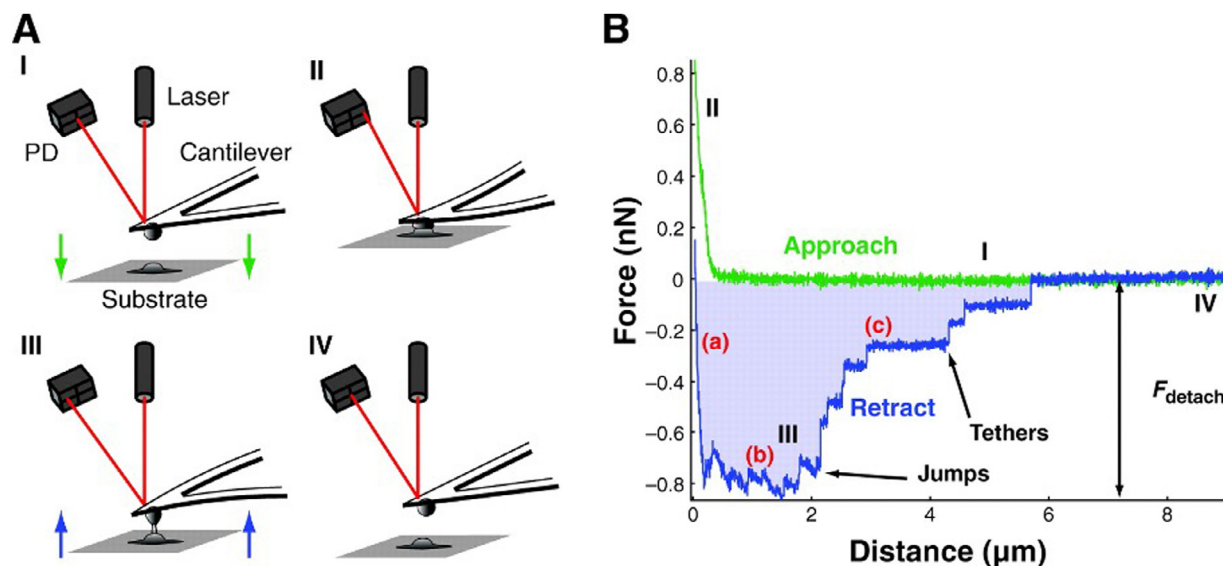 A
I
Laser
PD
Cantilever
Substrate
II
III
IV
B
0.8
0.6
0.4
0.2
0
−0.2
−0.4
−0.6
−0.8
Force (nN)
II
Approach
I
IV
(a)
(c)
Retract
III
(b)
Tethers
Jumps
Fdetach
0 2 4 6 8
Distance (μm)